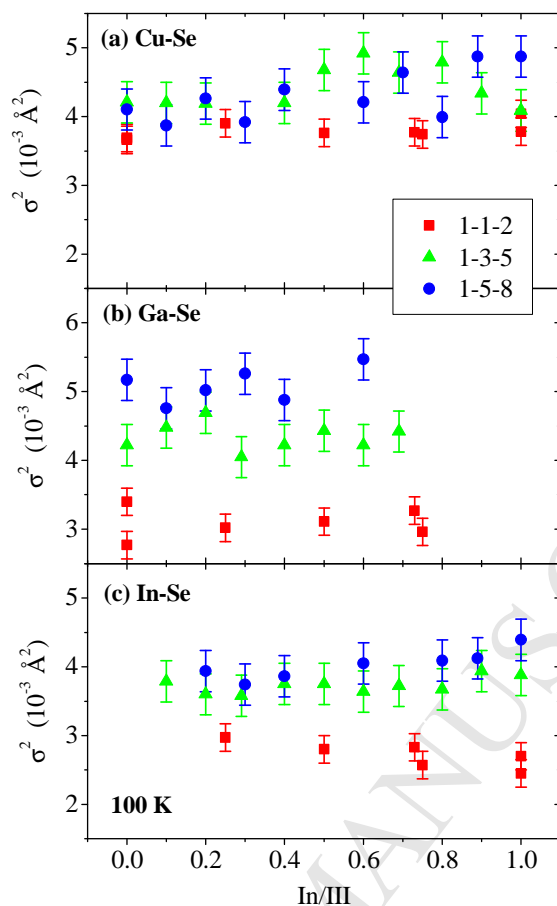 (a) Cu-Se
5
4
3
2
σ² (10⁻³ Å²)
1-1-2
1-3-5
1-5-8
(b) Ga-Se
6
5
4
3
σ² (10⁻³ Å²)
(c) In-Se
5
4
3
2
σ² (10⁻³ Å²)
100 K
0.0 0.2 0.4 0.6 0.8 1.0
In/III
MANUSC